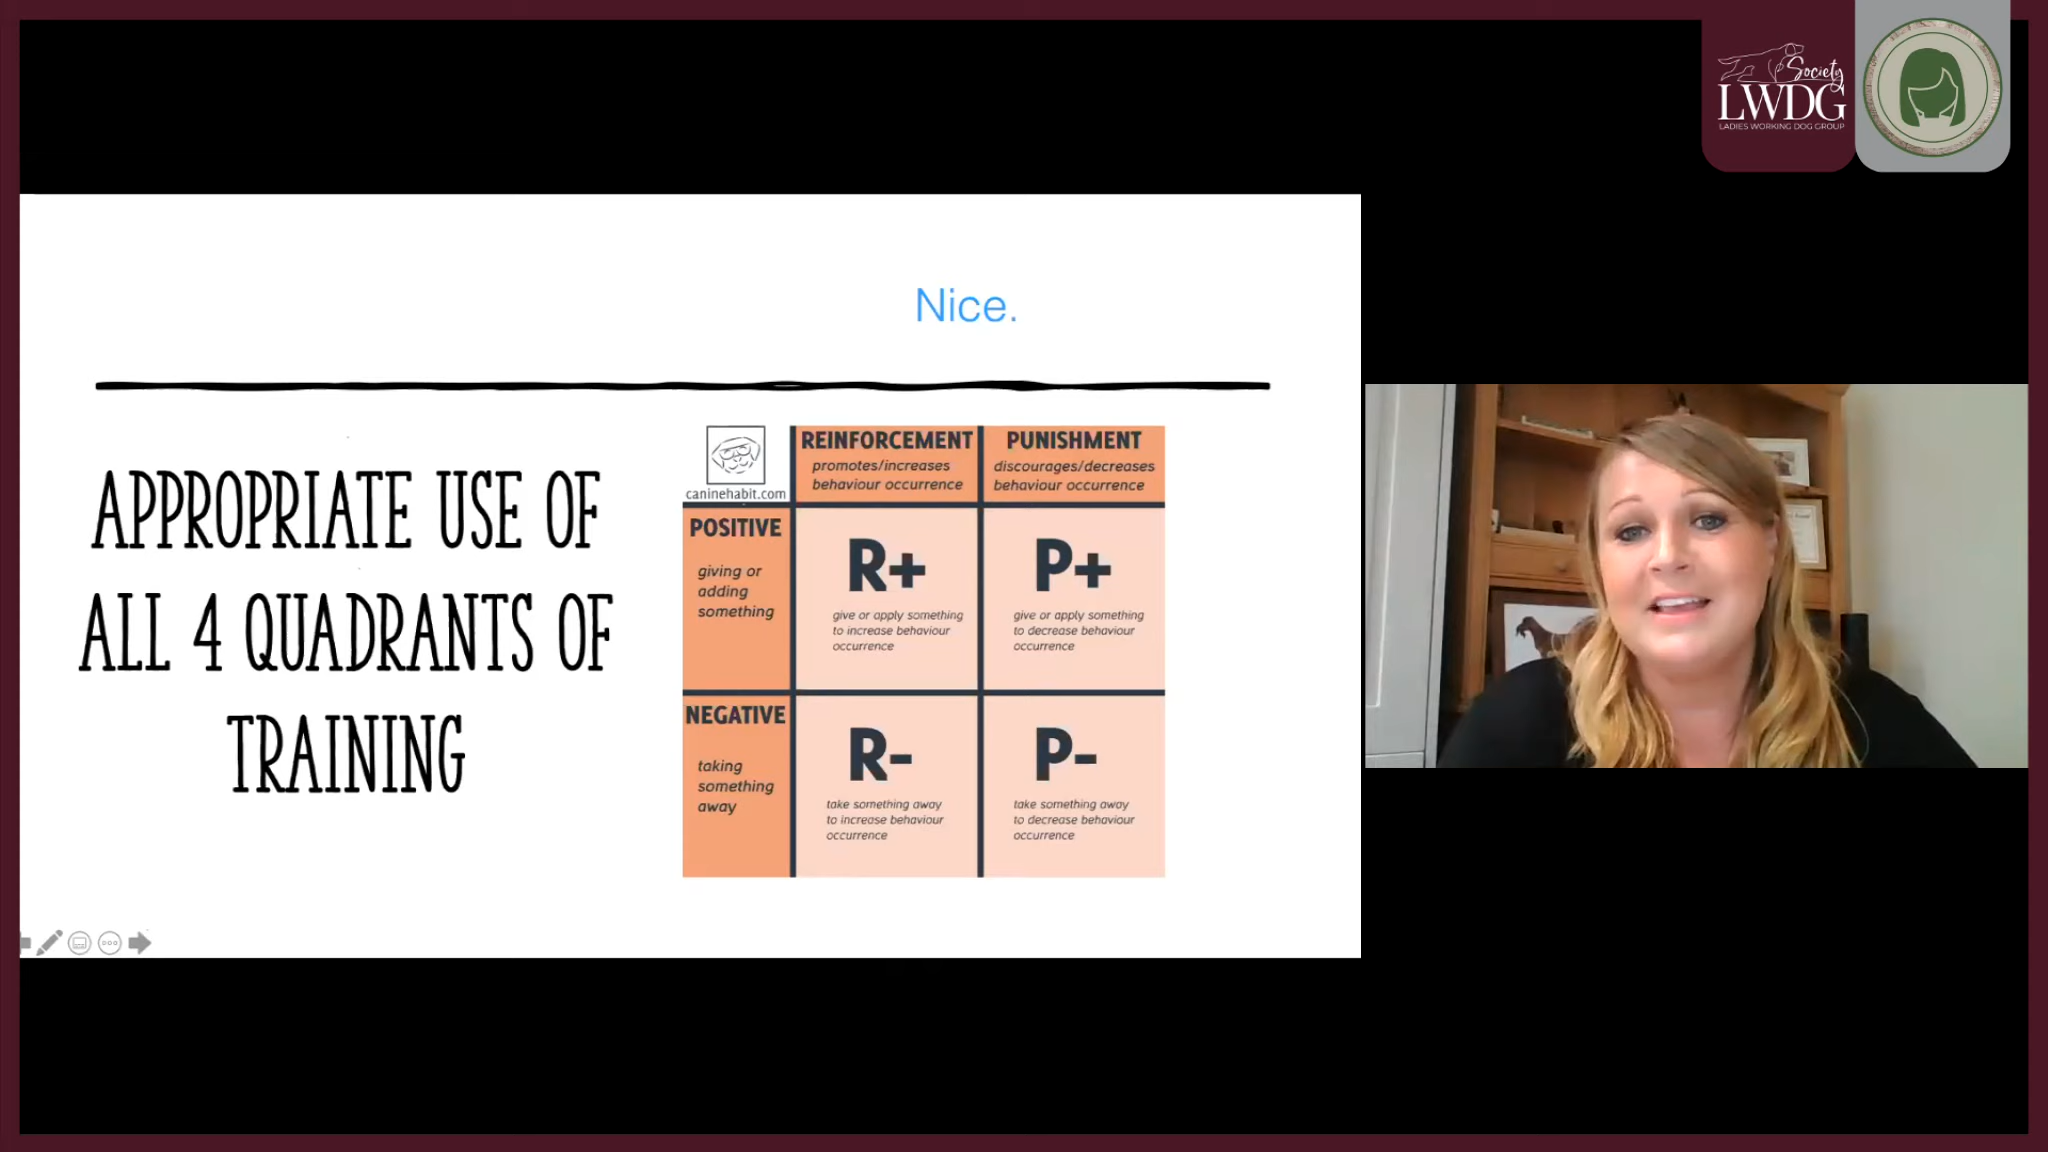 Society
LWDG
LADIES WORKING DOG GROUP
Nice.
APPROPRIATE USE OF
ALL 4 QUADRANTS OF
TRAINING
caninehabit.com
REINFORCEMENT
promotes/increases
behaviour occurrence
PUNISHMENT
discourages/decreases
behaviour occurrence
POSITIVE
giving or
adding
something
R+
give or apply something
to increase behaviour
occurrence
P+
give or apply something
to decrease behaviour
occurrence
NEGATIVE
taking
something
away
R-
take something away
to increase behaviour
occurrence
P-
take something away
to decrease behaviour
occurrence